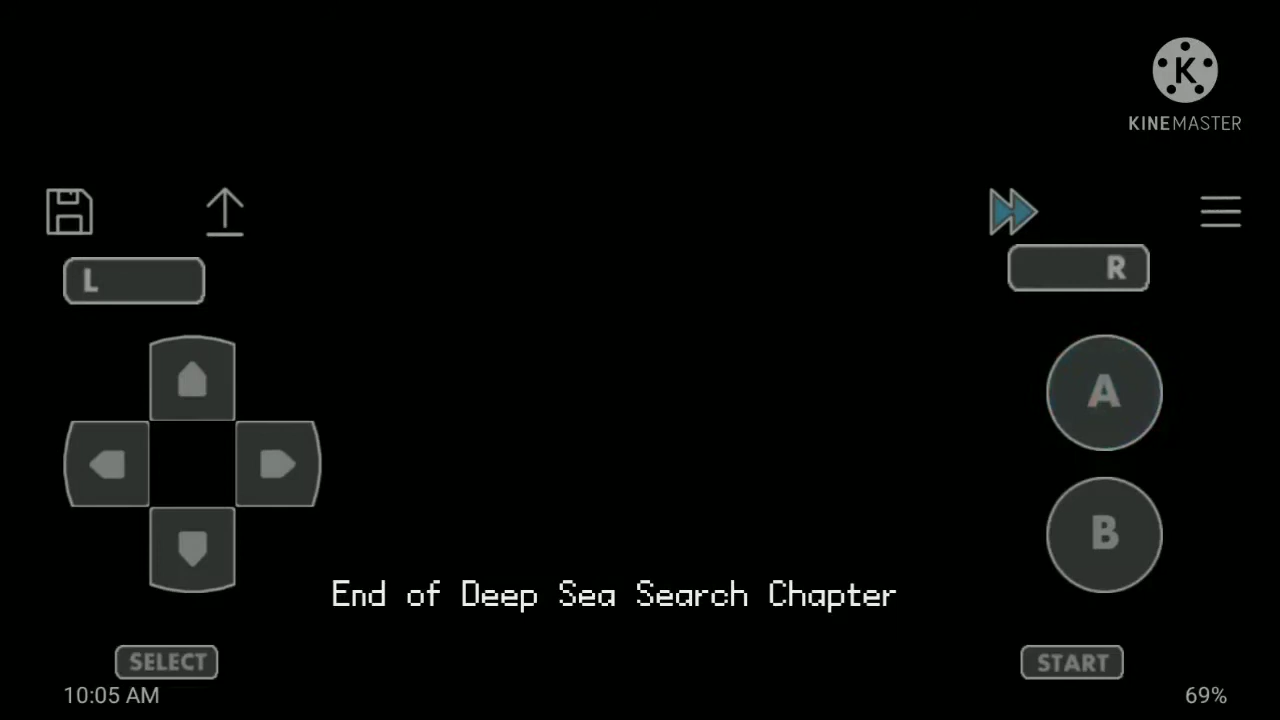 K
KINEMASTER
L
R
A
B
End of Deep Sea Search Chapter
SELECT
START
10:05 AM
69%